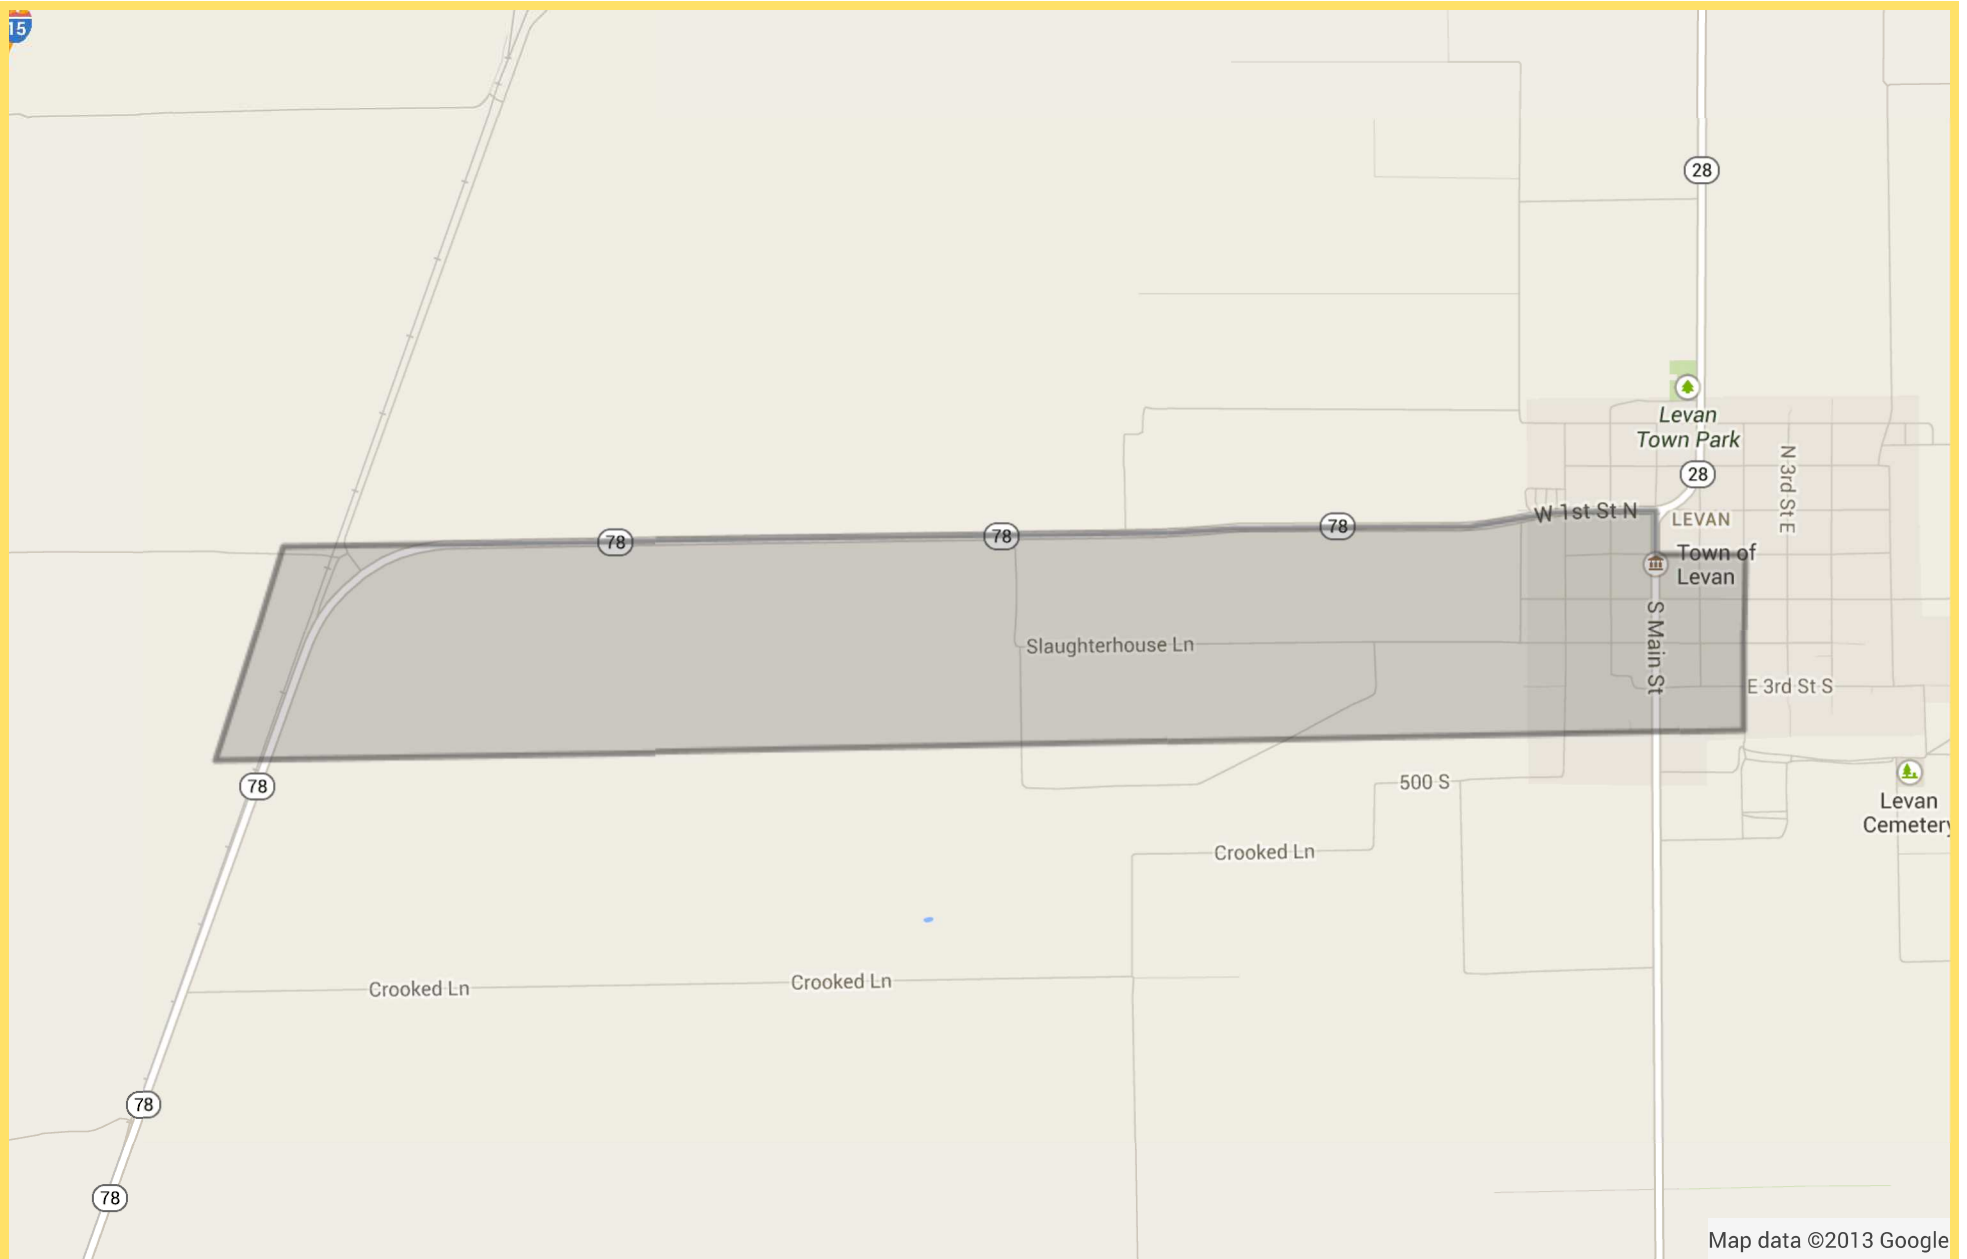 15
28
Levan
Town Park
28
N 3rd St E
W 1st St N
LEVAN
78
78
78
Town of
Levan
S Main St
Slaughterhouse Ln
E 3rd St S
78
500 S
Levan
Cemetery
Crooked Ln
Crooked Ln
Crooked Ln
78
78
Map data ©2013 Google